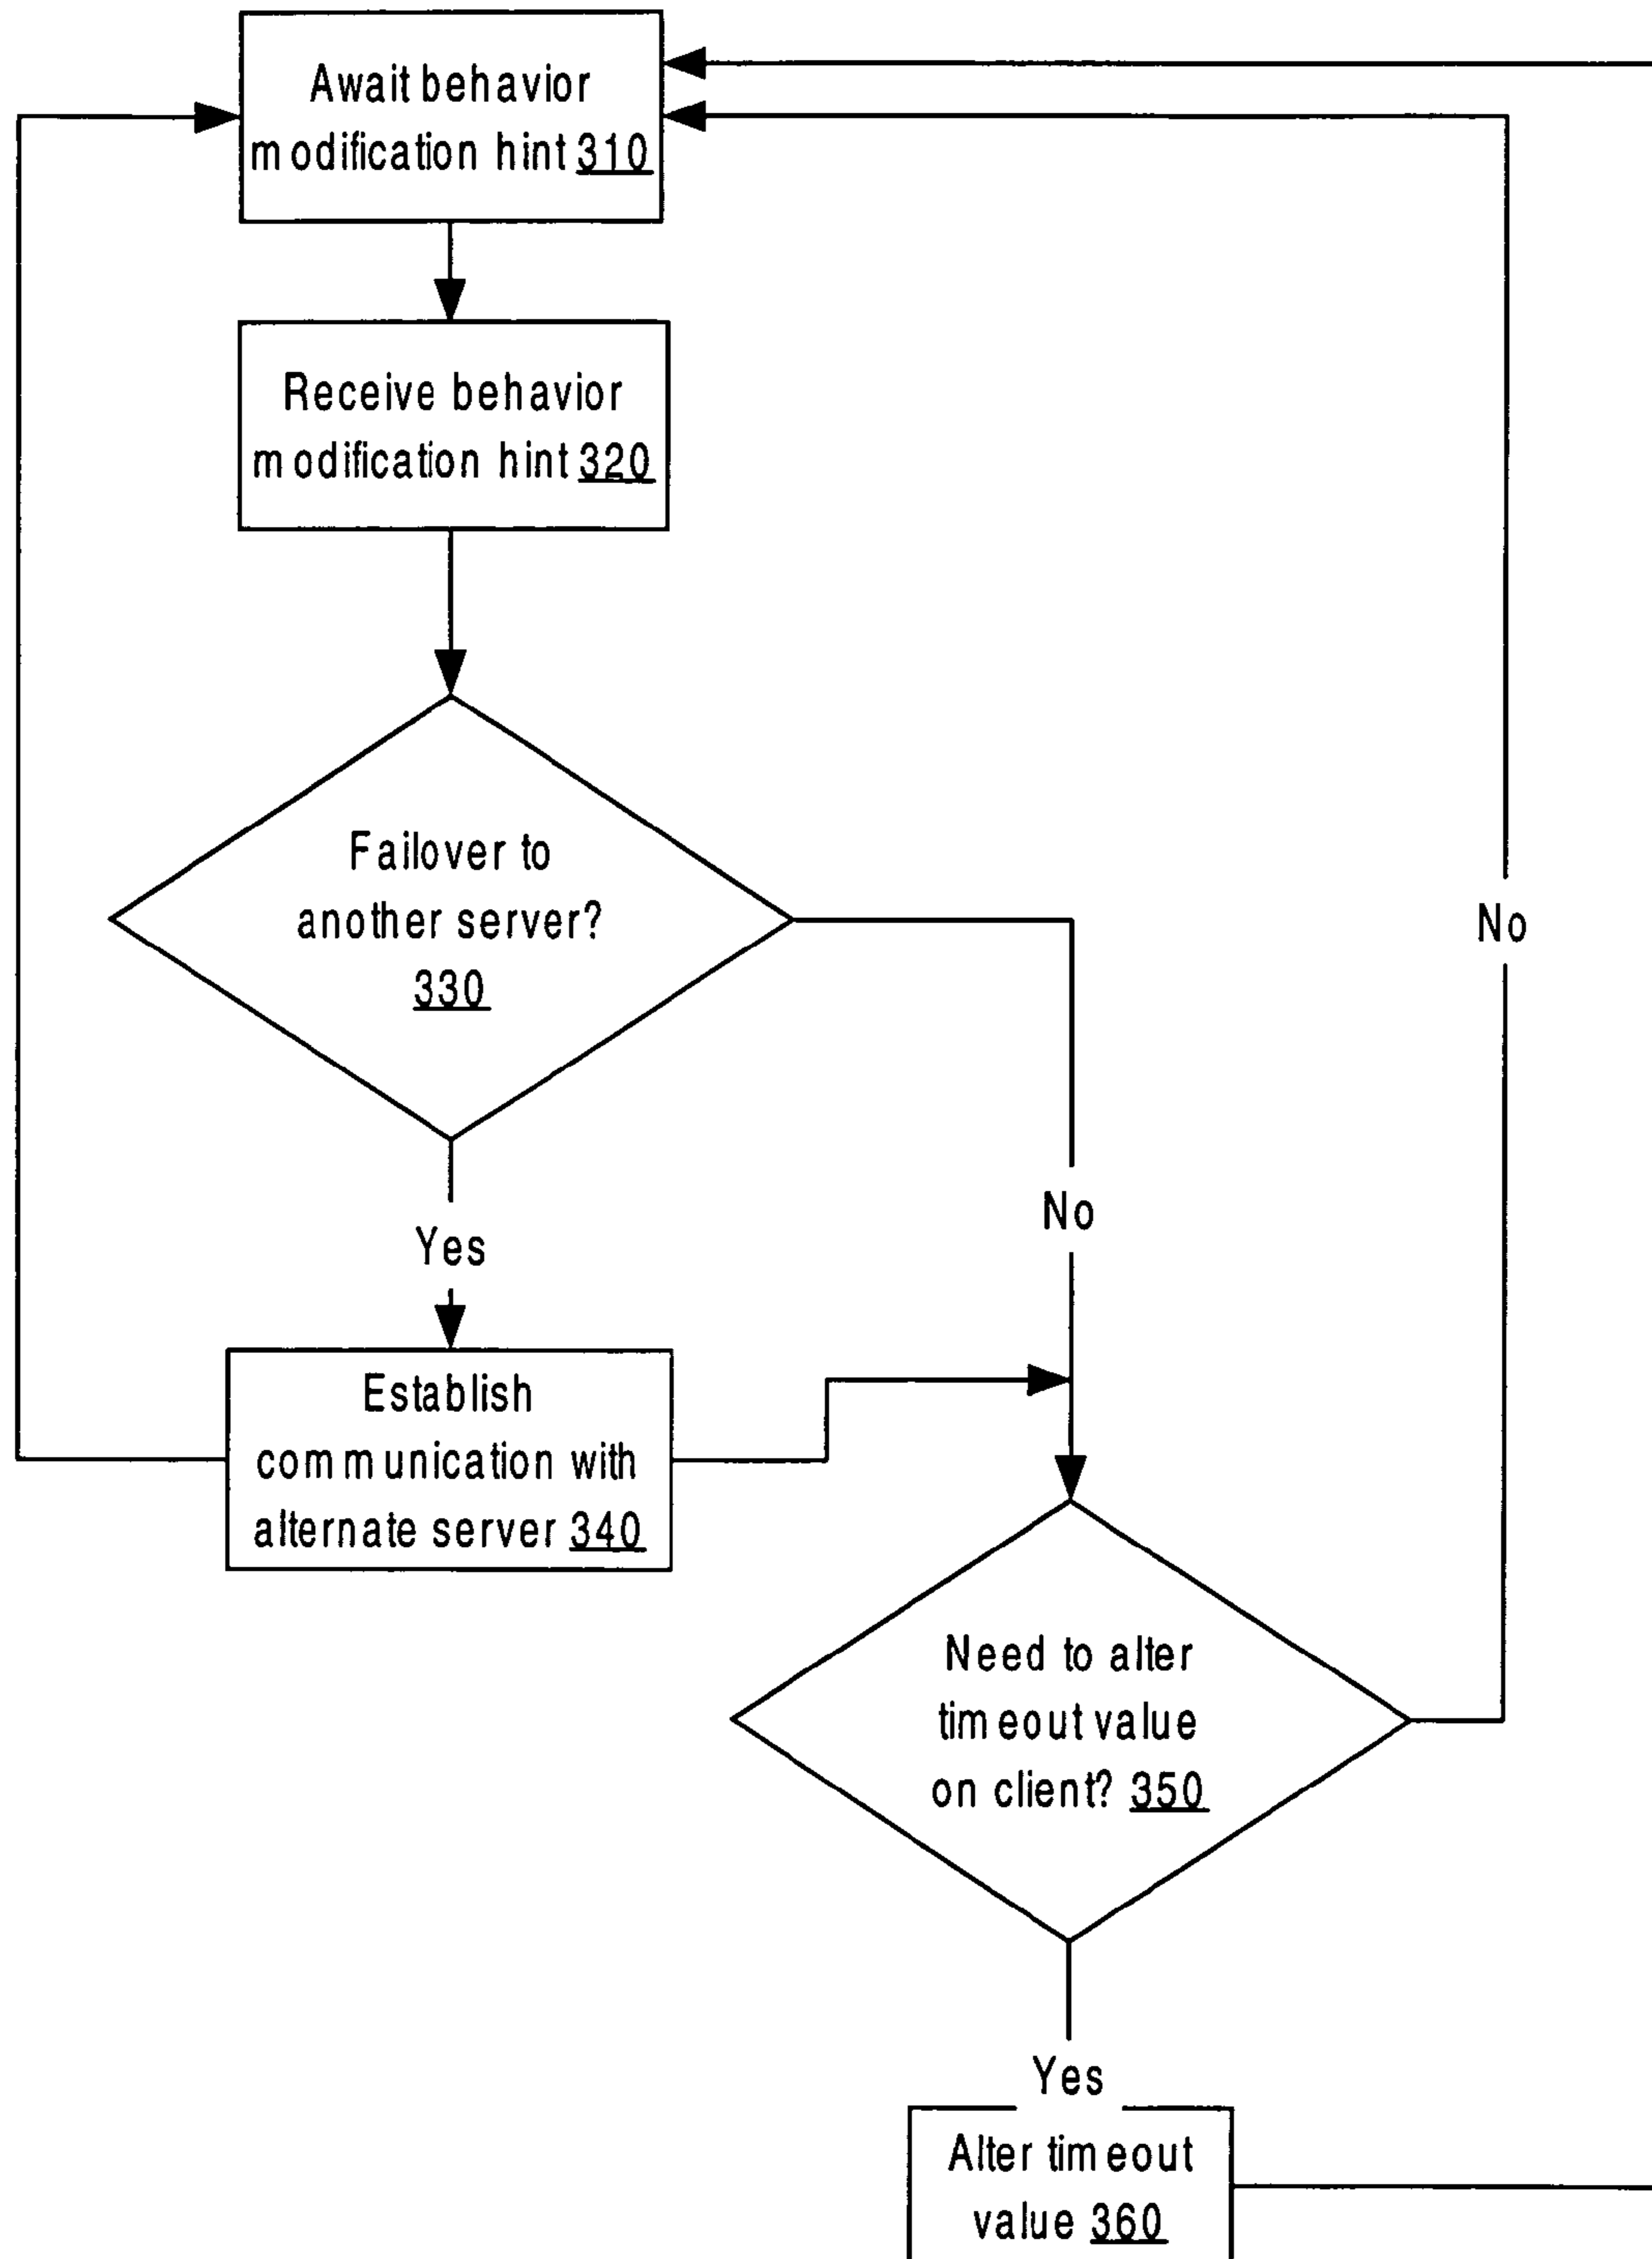 Await behavior
modification hint 310
Receive behavior
modification hint 320
Failover to
another server?
330
No
No
Yes
Establish
communication with
alternate server 340
Need to alter
timeout value
on client? 350
Yes
Alter timeout
value 360